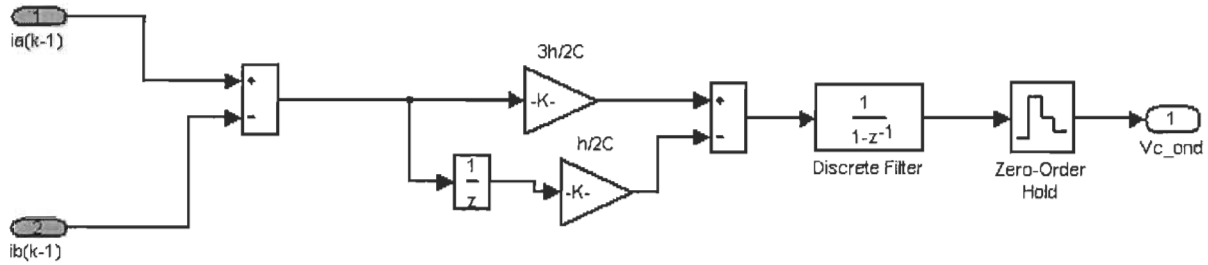 1
ia(k-1)
2
ib(k-1)
+
-
3h/2C
-K-
1
z
h/2C
-K-
+
-
1
1-z-1
Discrete Filter
Zero-Order
Hold
1
Vc_ond